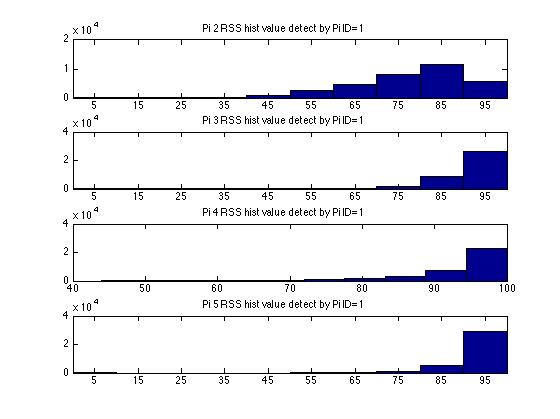 Pi 2 RSS hist value detect by Pi ID=1
x 10^4
2
1
0
5 15 25 35 45 55 65 75 85 95
Pi 3 RSS hist value detect by Pi ID=1
x 10^4
4
2
0
5 15 25 35 45 55 65 75 85 95
Pi 4 RSS hist value detect by Pi ID=1
x 10^4
4
2
0
40 50 60 70 80 90 100
Pi 5 RSS hist value detect by Pi ID=1
x 10^4
4
2
0
5 15 25 35 45 55 65 75 85 95